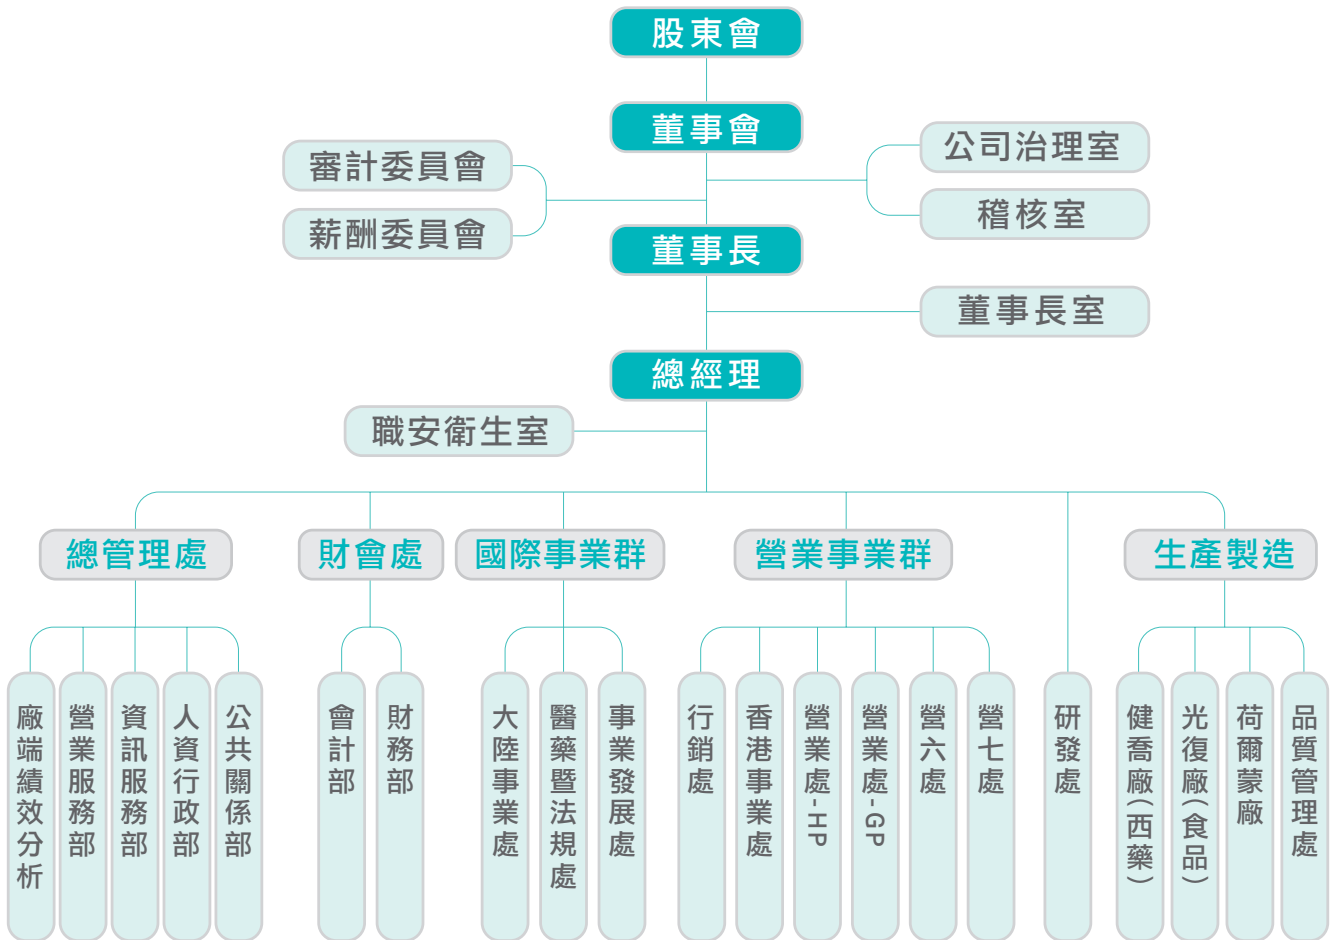 股東會
董事會
審計委員會
薪酬委員會
公司治理室
稽核室
董事長
董事長室
總經理
職安衛生室
總管理處
財會處
國際事業群
營業事業群
生產製造
廠端績效分析
營業服務部
資訊服務部
人資行政部
公共關係部
會計部
財務部
大陸事業處
醫藥暨法規處
事業發展處
行銷處
香港事業處
營業處-HP
營業處-GP
營六處
營七處
研發處
健喬廠(西藥)
光復廠(食品)
荷爾蒙廠
品質管理處